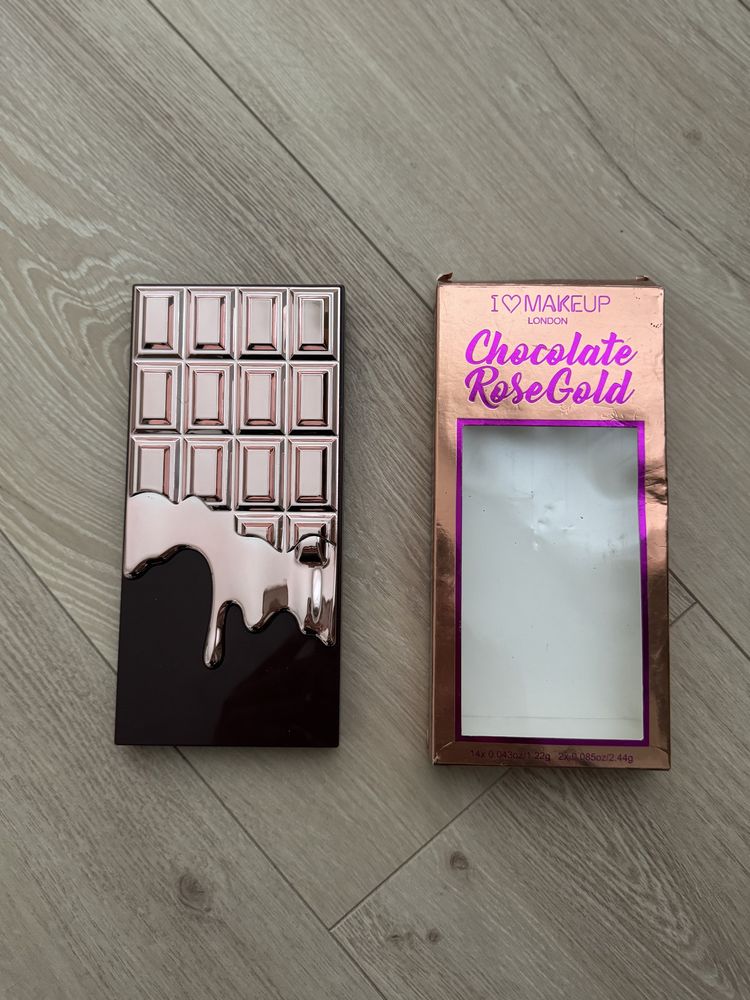 I♡MAKEUP
LONDON
Chocolate
RoseGold
14x 0.043oz/1.22g 2x 0.085oz/2.44g